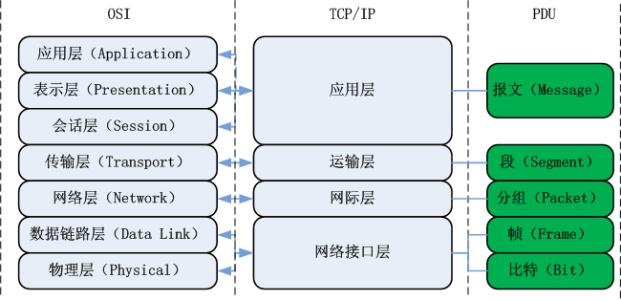 OSI
TCP/IP
PDU
应用层（Application）
表示层（Presentation）
会话层（Session）
传输层（Transport）
网络层（Network）
数据链路层（Data Link）
物理层（Physical）
应用层
运输层
网际层
网络接口层
报文（Message）
段（Segment）
分组（Packet）
帧（Frame）
比特（Bit）